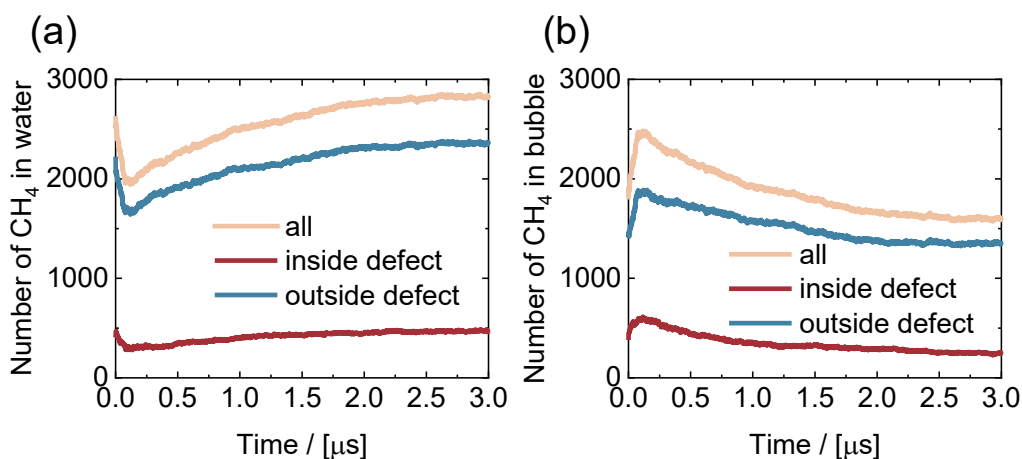 (a)
Number of CH4 in water
3000
2000
1000
0
all
inside defect
outside defect
0.0 0.5 1.0 1.5 2.0 2.5 3.0
Time / [μs]
(b)
Number of CH4 in bubble
3000
2000
1000
0
all
inside defect
outside defect
0.0 0.5 1.0 1.5 2.0 2.5 3.0
Time / [μs]